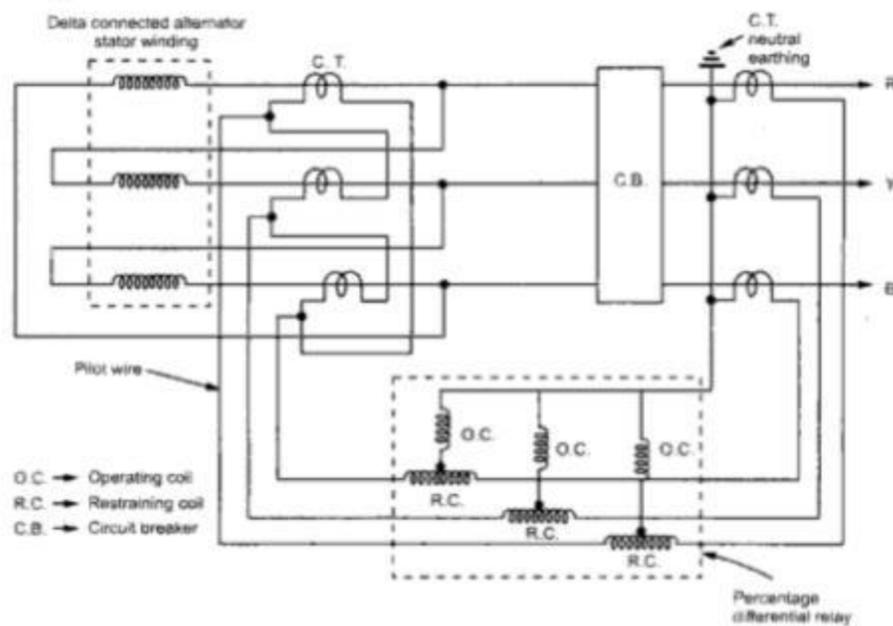 Delta connected alternator
stator winding
C. T.
C.T.
neutral
earthing
R
Y
C.B.
Pilot wire
O.C.
O.C.
O.C.
R.C.
R.C.
R.C.
O.C. → Operating coil
R.C. → Restraining coil
C.B. → Circuit breaker
Percentage
differential relay